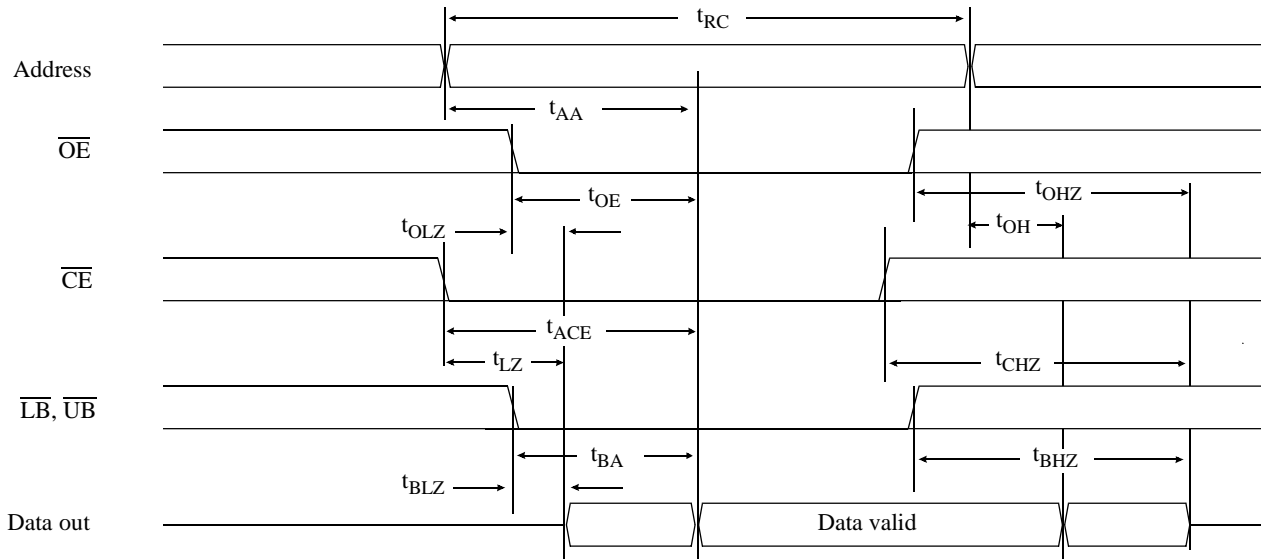 tRC
Address
tAA
OE
tOE
tOHZ
tOLZ
tOH
CE
tACE
tLZ
tCHZ
LB, UB
tBA
tBHZ
tBLZ
Data out
Data valid